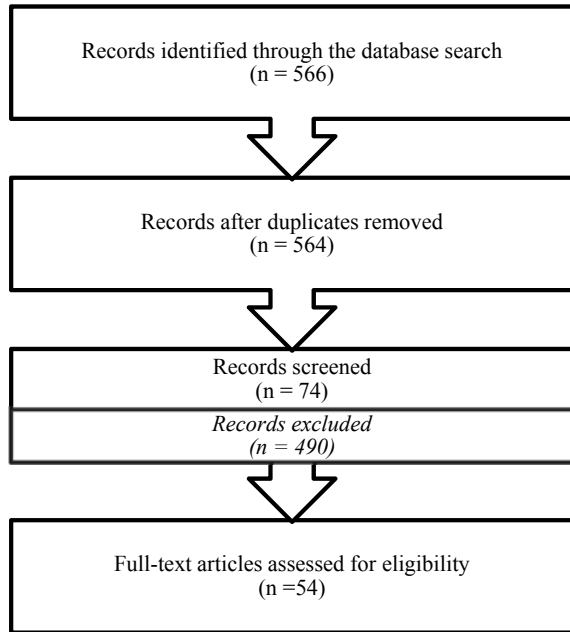 Records identified through the database search
(n = 566)
Records after duplicates removed
(n = 564)
Records screened
(n = 74)
Records excluded
(n = 490)
Full-text articles assessed for eligibility
(n =54)